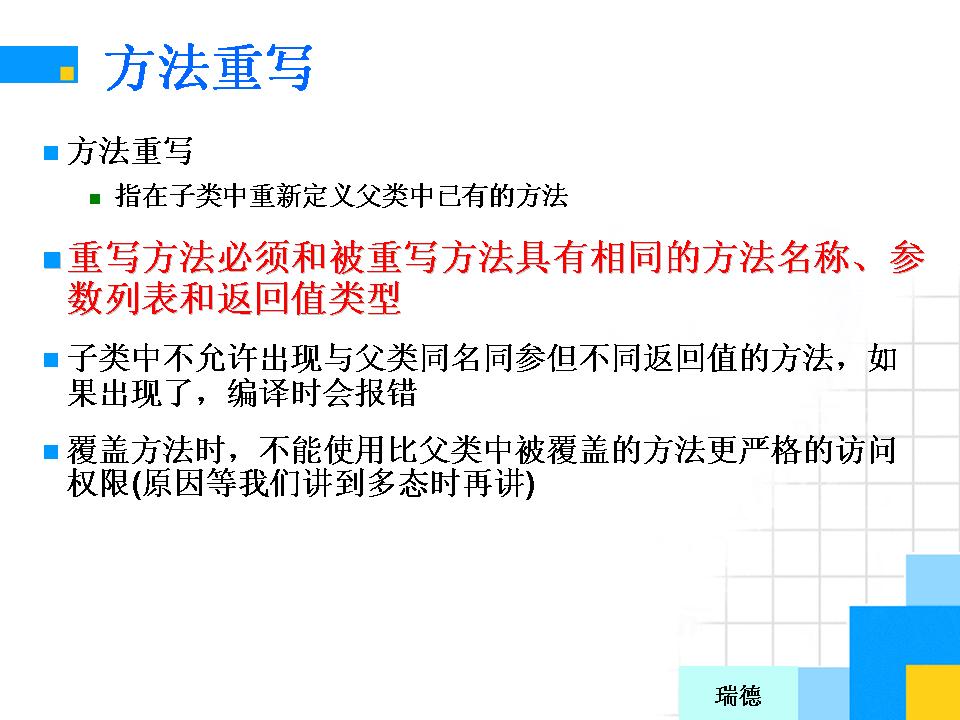 方法重写
方法重写
指在子类中重新定义父类中已有的方法
重写方法必须和被重写方法具有相同的方法名称、参
数列表和返回值类型
子类中不允许出现与父类同名同参但不同返回值的方法，如
果出现了，编译时会报错
覆盖方法时，不能使用比父类中被覆盖的方法更严格的访问
权限(原因等我们讲到多态时再讲)
瑞德